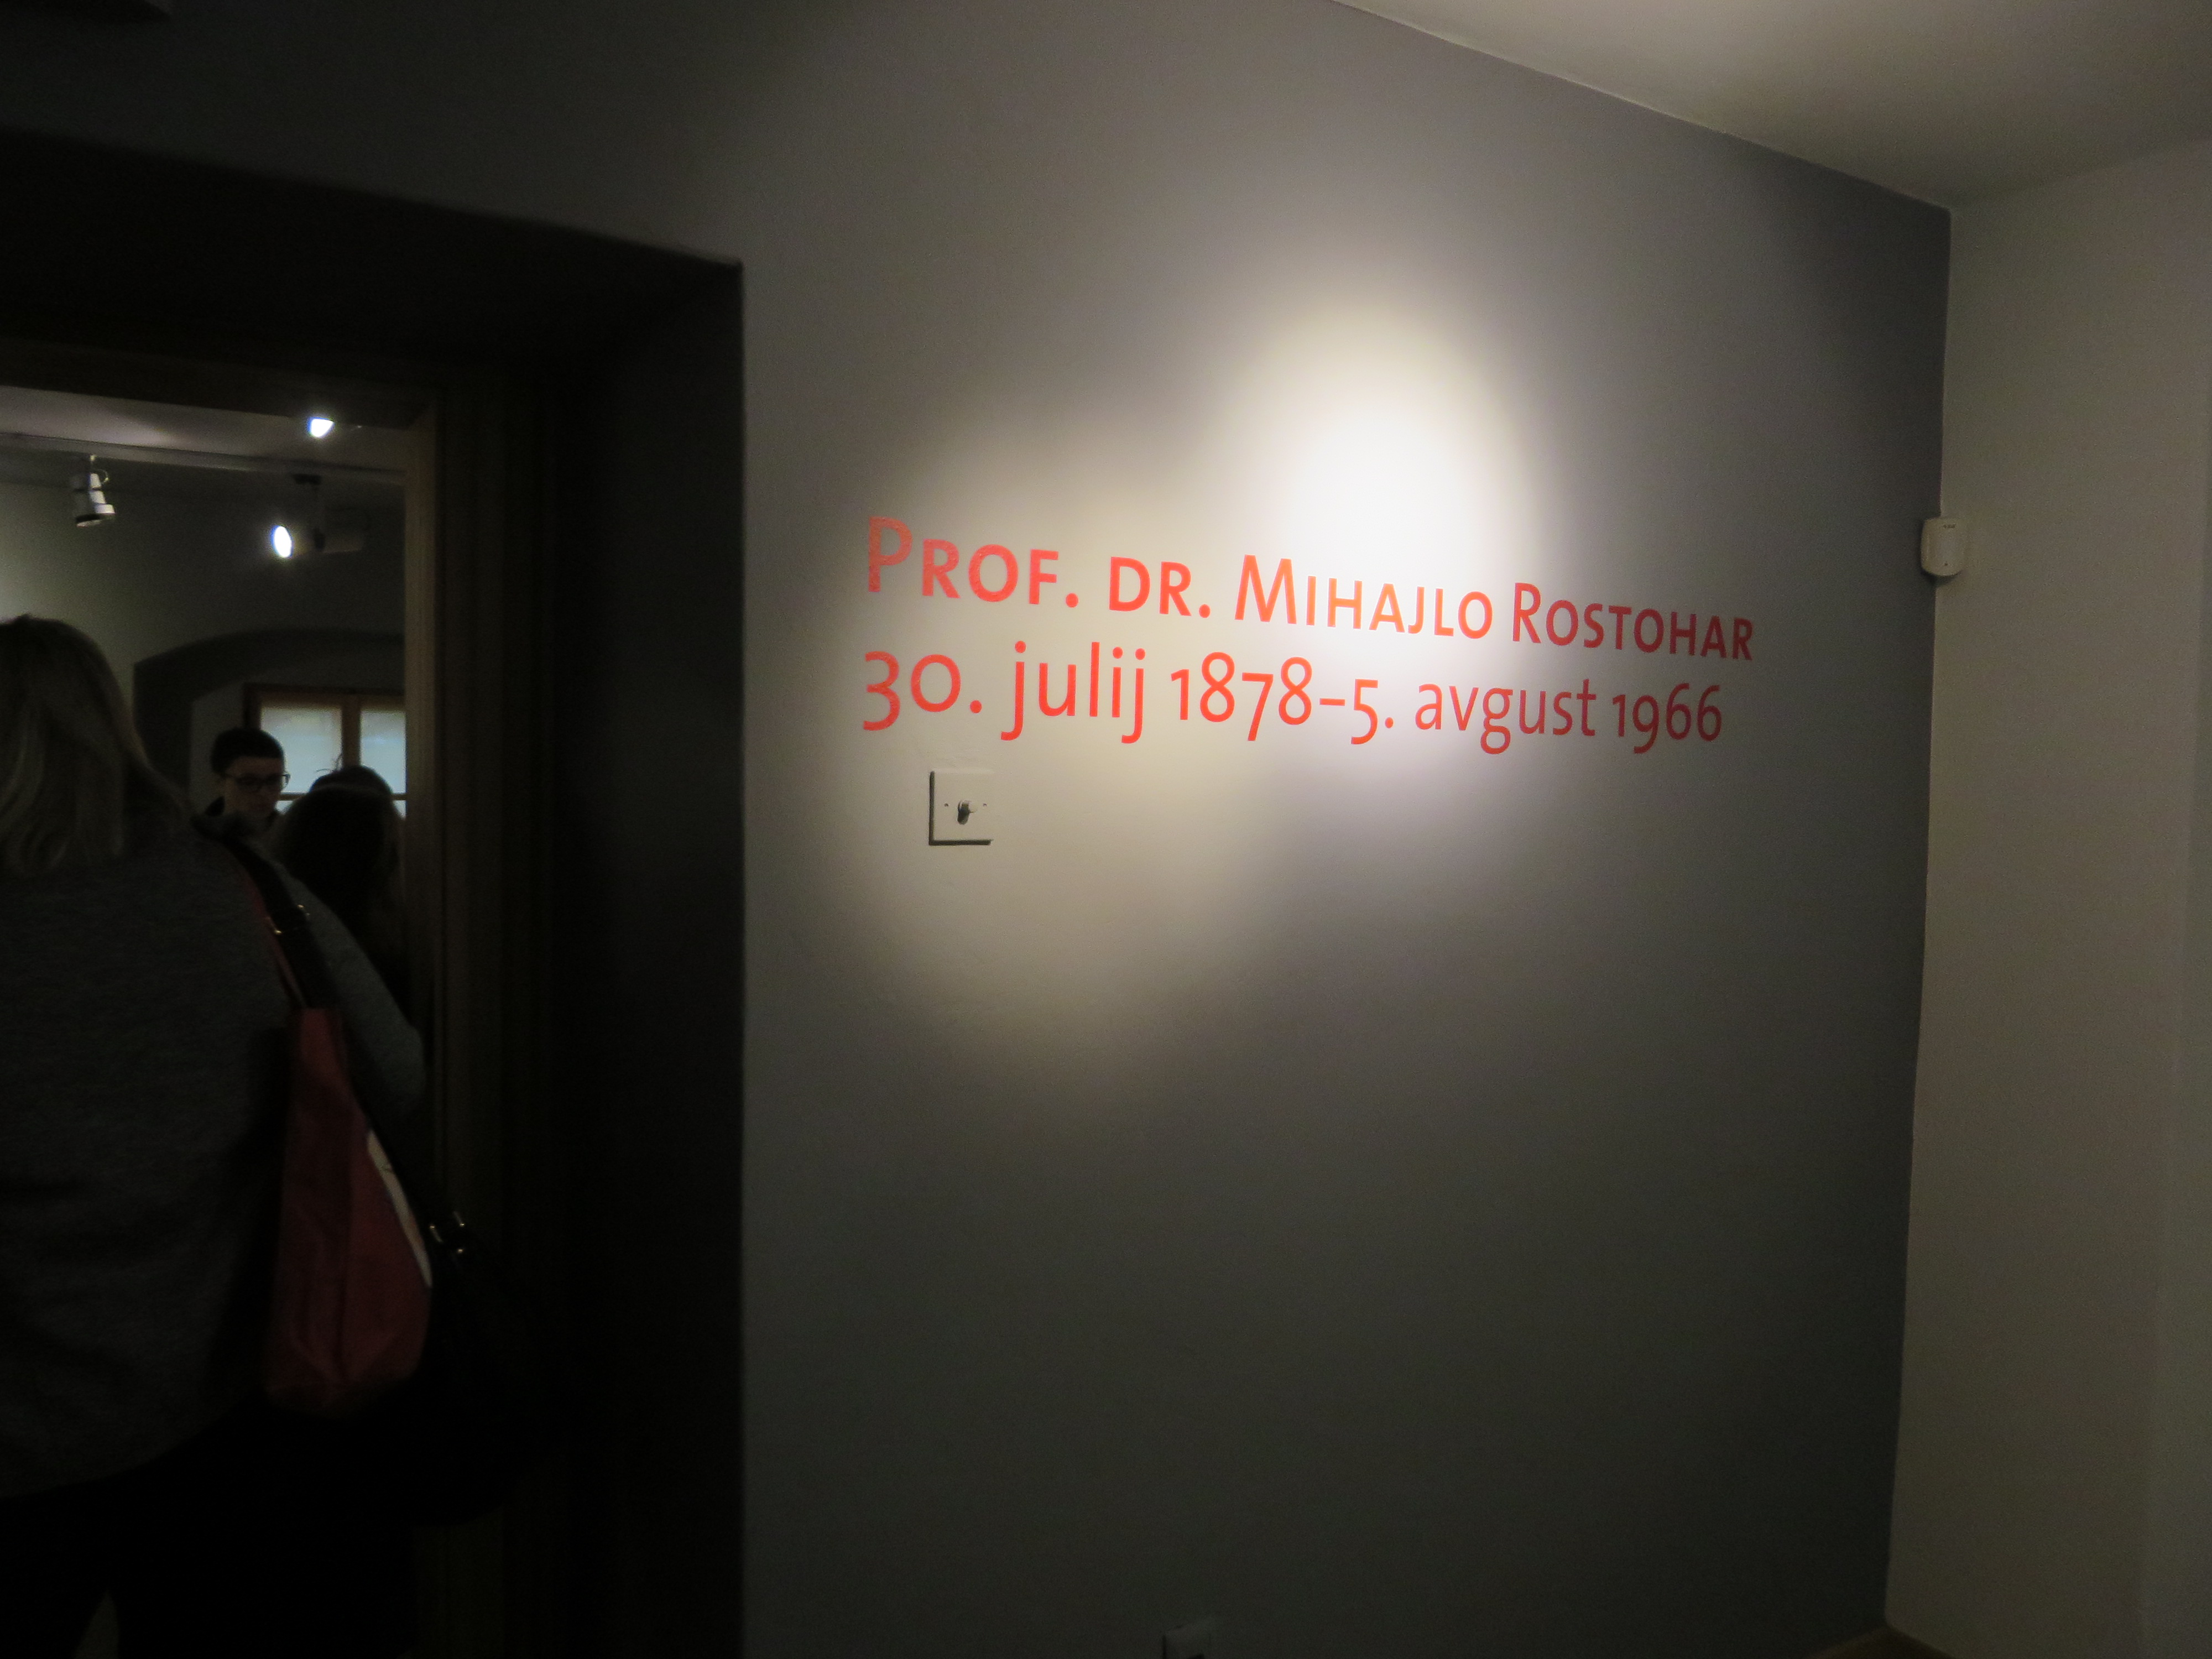 Prof. dr. Mihajlo Rostohar
30. julij 1878–5. avgust 1966